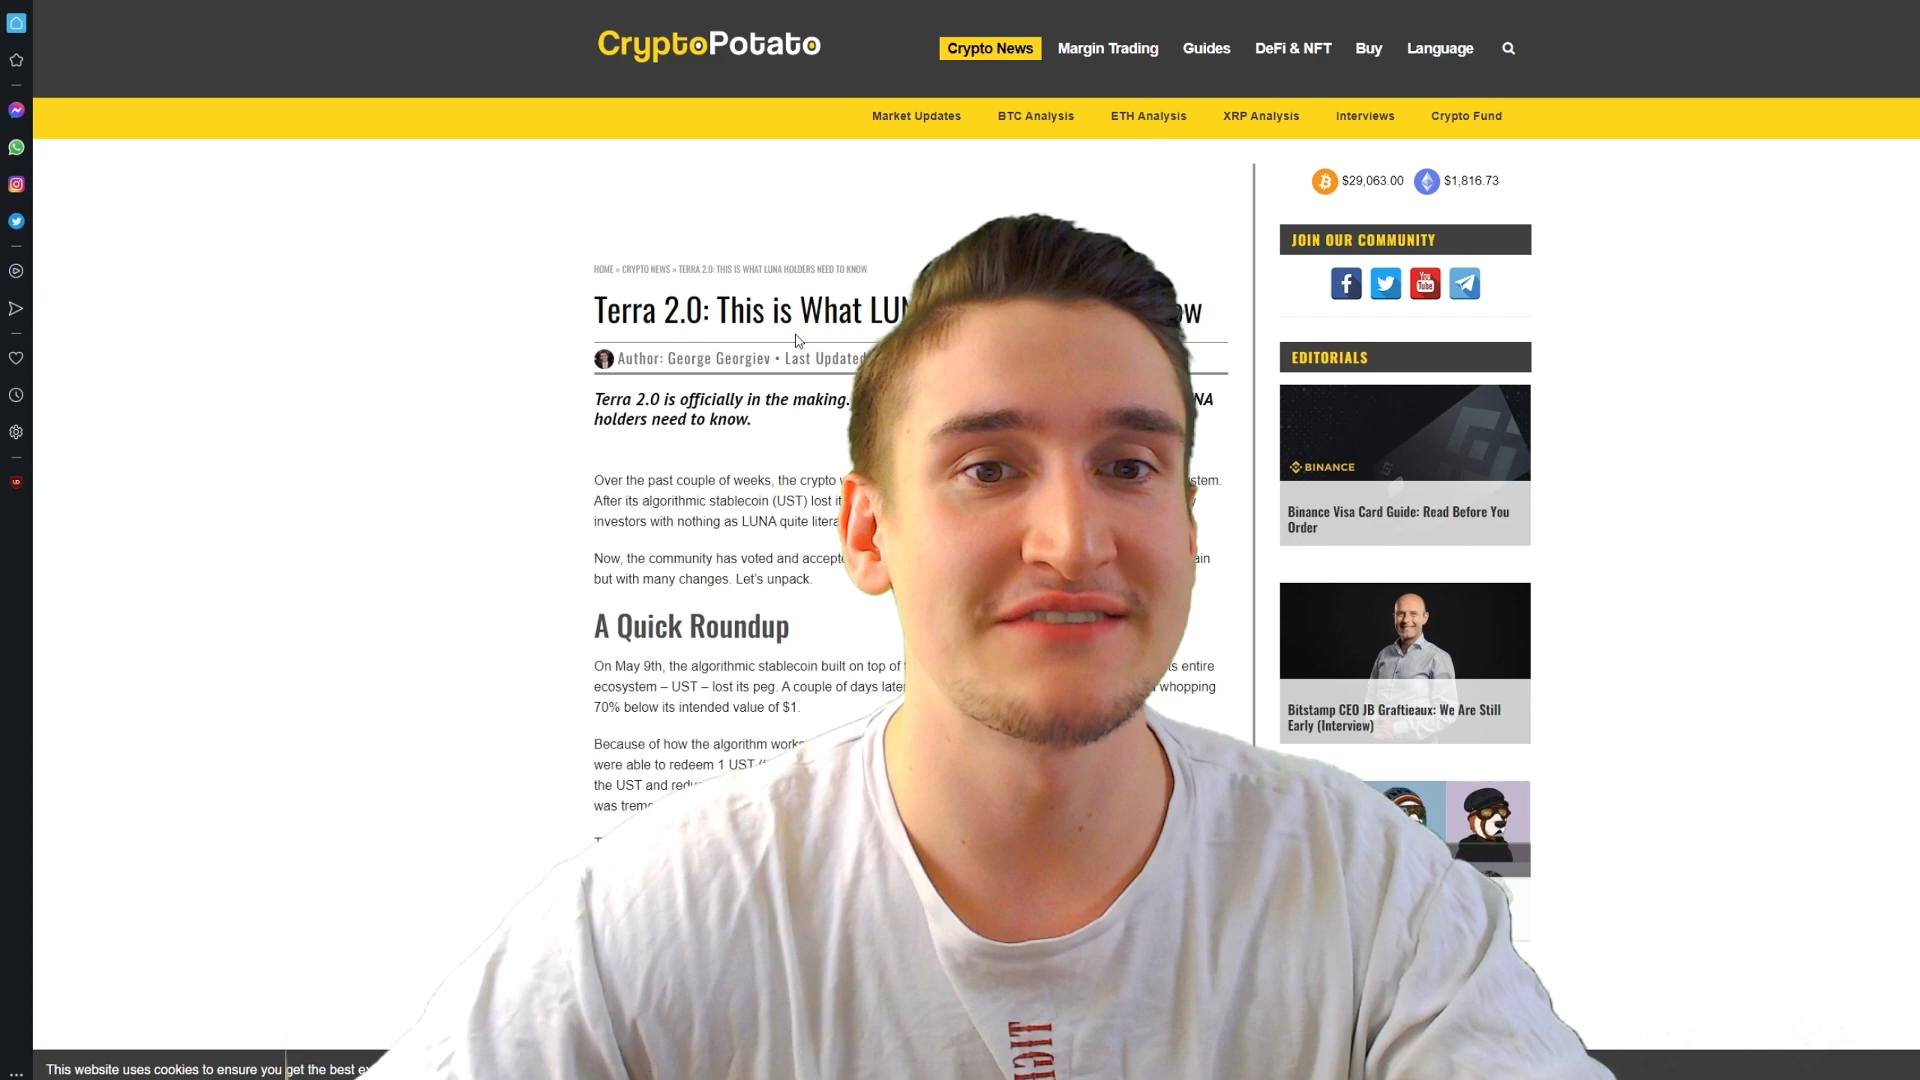 CryptoPotato
Crypto News
Margin Trading
Guides
DeFi & NFT
Buy
Language
Market Updates
BTC Analysis
ETH Analysis
XRP Analysis
Interviews
Crypto Fund
$29,063.00
$1,816.73
HOME » CRYPTO NEWS » TERRA 2.0: THIS IS WHAT LUNA HOLDERS NEED TO KNOW
Terra 2.0: This is What LUN
Author: George Georgiev • Last Updated
Terra 2.0 is officially in the making.
holders need to know.
Over the past couple of weeks, the crypto
After its algorithmic stablecoin (UST) lost it
investors with nothing as LUNA quite litera
Now, the community has voted and accepte
but with many changes. Let's unpack.
A Quick Roundup
On May 9th, the algorithmic stablecoin built on top of entire
ecosystem – UST – lost its peg. A couple of days later whopping
70% below its intended value of $1.
Because of how the algorithm works
were able to redeem 1 UST
the UST and redu
was treme
JOIN OUR COMMUNITY
You
Tube
EDITORIALS
BINANCE
Binance Visa Card Guide: Read Before You
Order
Bitstamp CEO JB Graftieaux: We Are Still
Early (Interview)
This website uses cookies to ensure you get the best